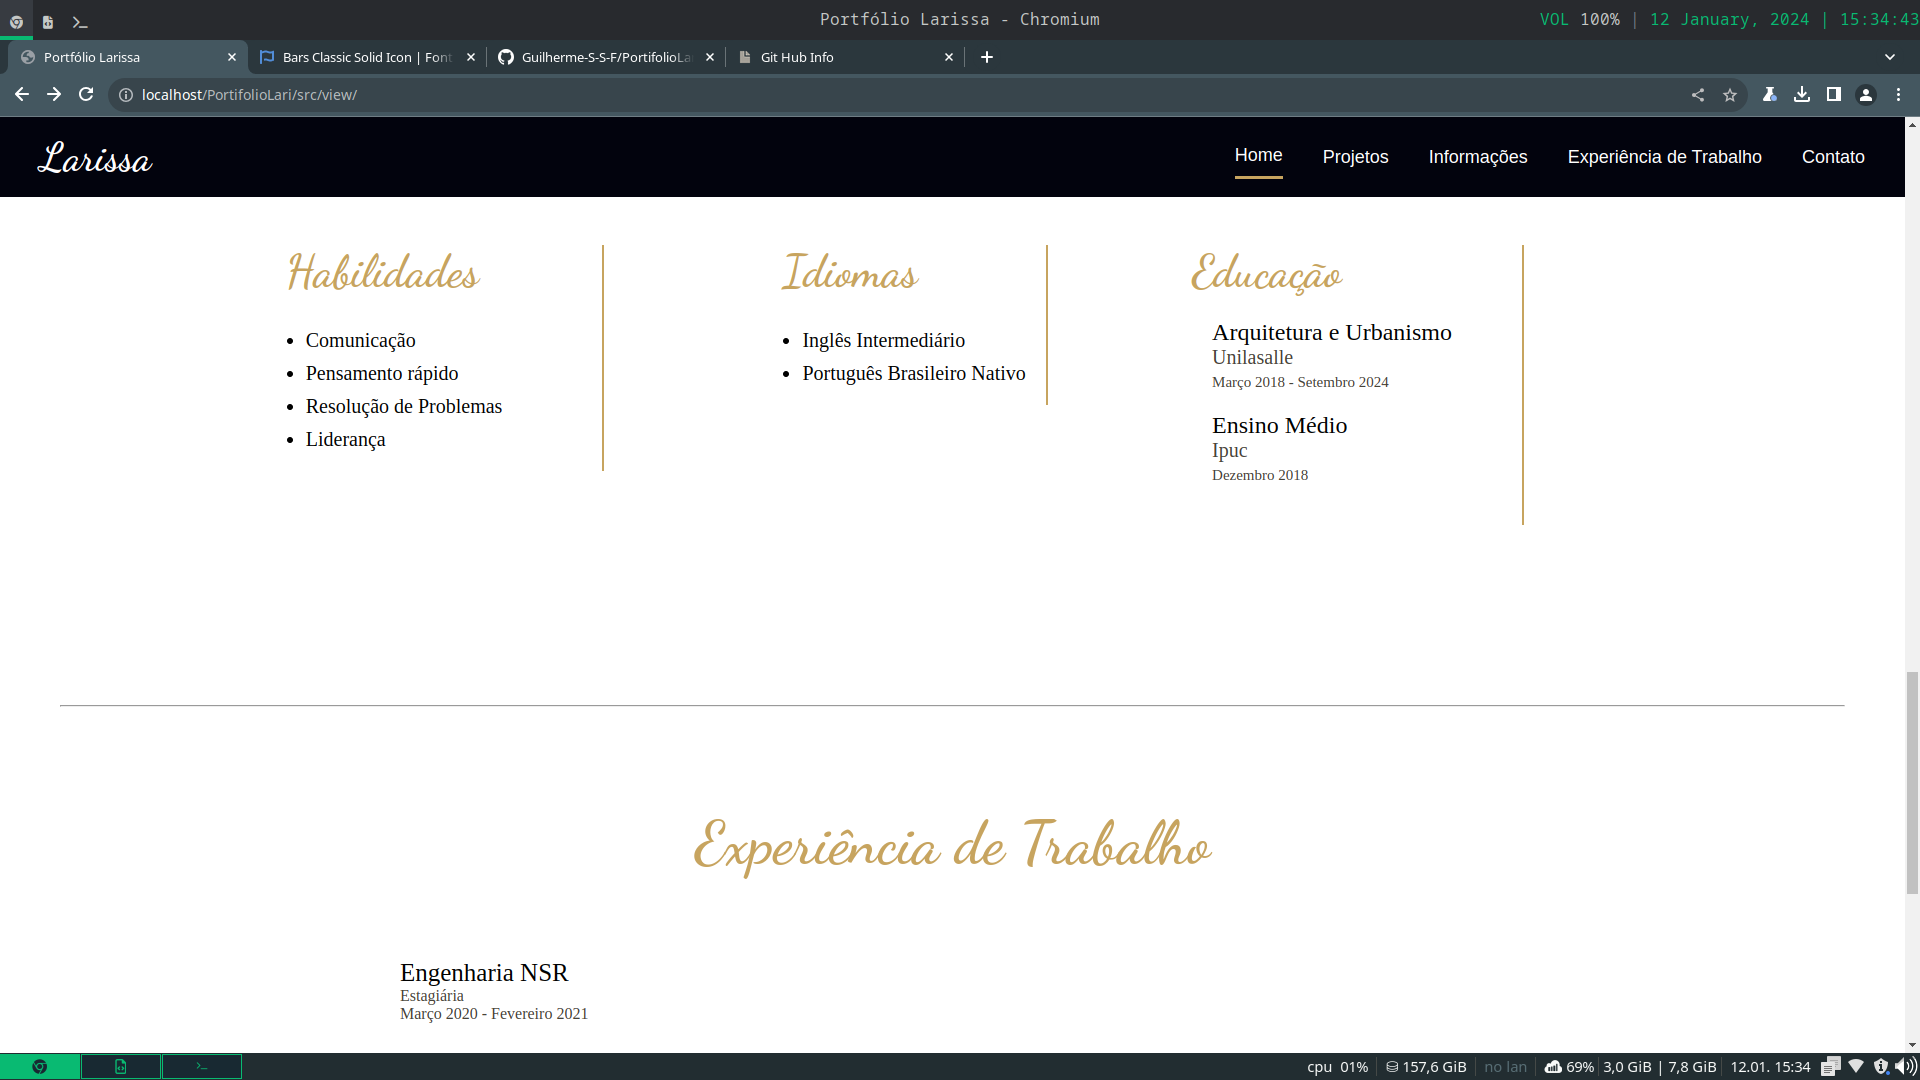 Portfólio Larissa - Chromium
VOL 100% | 12 January, 2024 | 15:34:43
Portfólio Larissa
Bars Classic Solid Icon | Font
Guilherme-S-S-F/PortifolioLar
Git Hub Info
localhost/PortifolioLari/src/view/
Larissa
Home
Projetos
Informações
Experiência de Trabalho
Contato
Habilidades
Comunicação
Pensamento rápido
Resolução de Problemas
Liderança
Idiomas
Inglês Intermediário
Português Brasileiro Nativo
Educação
Arquitetura e Urbanismo
Unilasalle
Março 2018 - Setembro 2024
Ensino Médio
Ipuc
Dezembro 2018
Experiência de Trabalho
Engenharia NSR
Estagiária
Março 2020 - Fevereiro 2021
cpu 01% 157,6 GiB no lan 69% 3,0 GiB | 7,8 GiB 12.01. 15:34